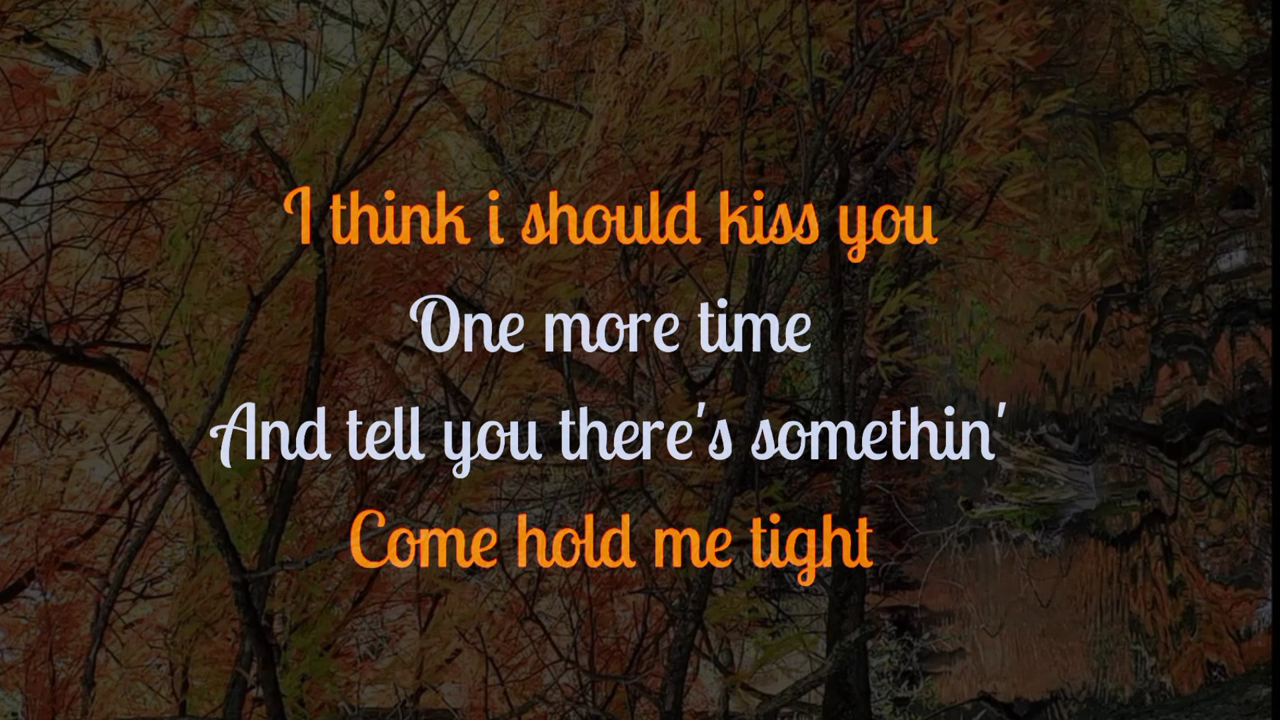 I think i should kiss you
One more time
And tell you there's somethin'
Come hold me tight